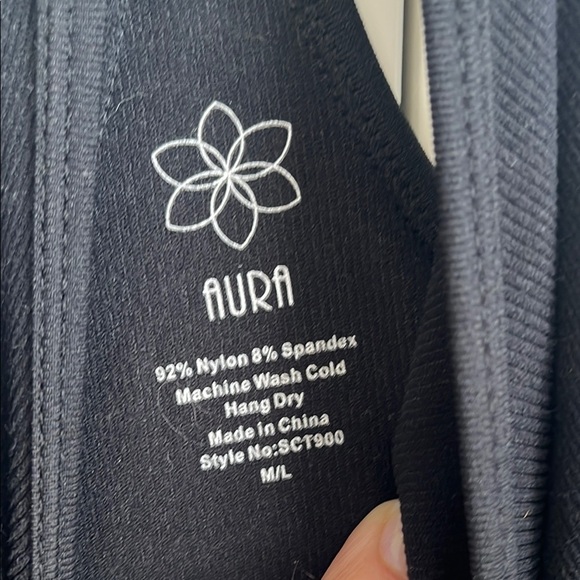 AURA
92% Nylon 8% Spandex
Machine Wash Cold
Hang Dry
Made in China
Style No:SCT900
M/L